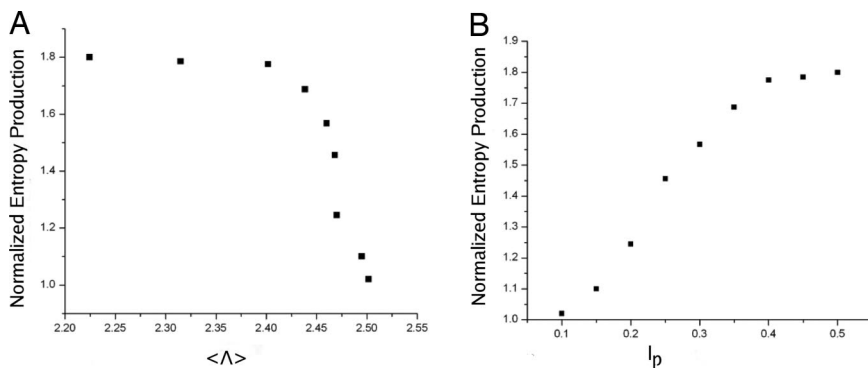 A
Normalized Entropy Production
1.8
1.6
1.4
1.2
1.0
2.20 2.25 2.30 2.35 2.40 2.45 2.50 2.55
<Λ>
B
Normalized Entropy Production
1.9
1.8
1.7
1.6
1.5
1.4
1.3
1.2
1.1
1.0
0.1 0.2 0.3 0.4 0.5
Ip